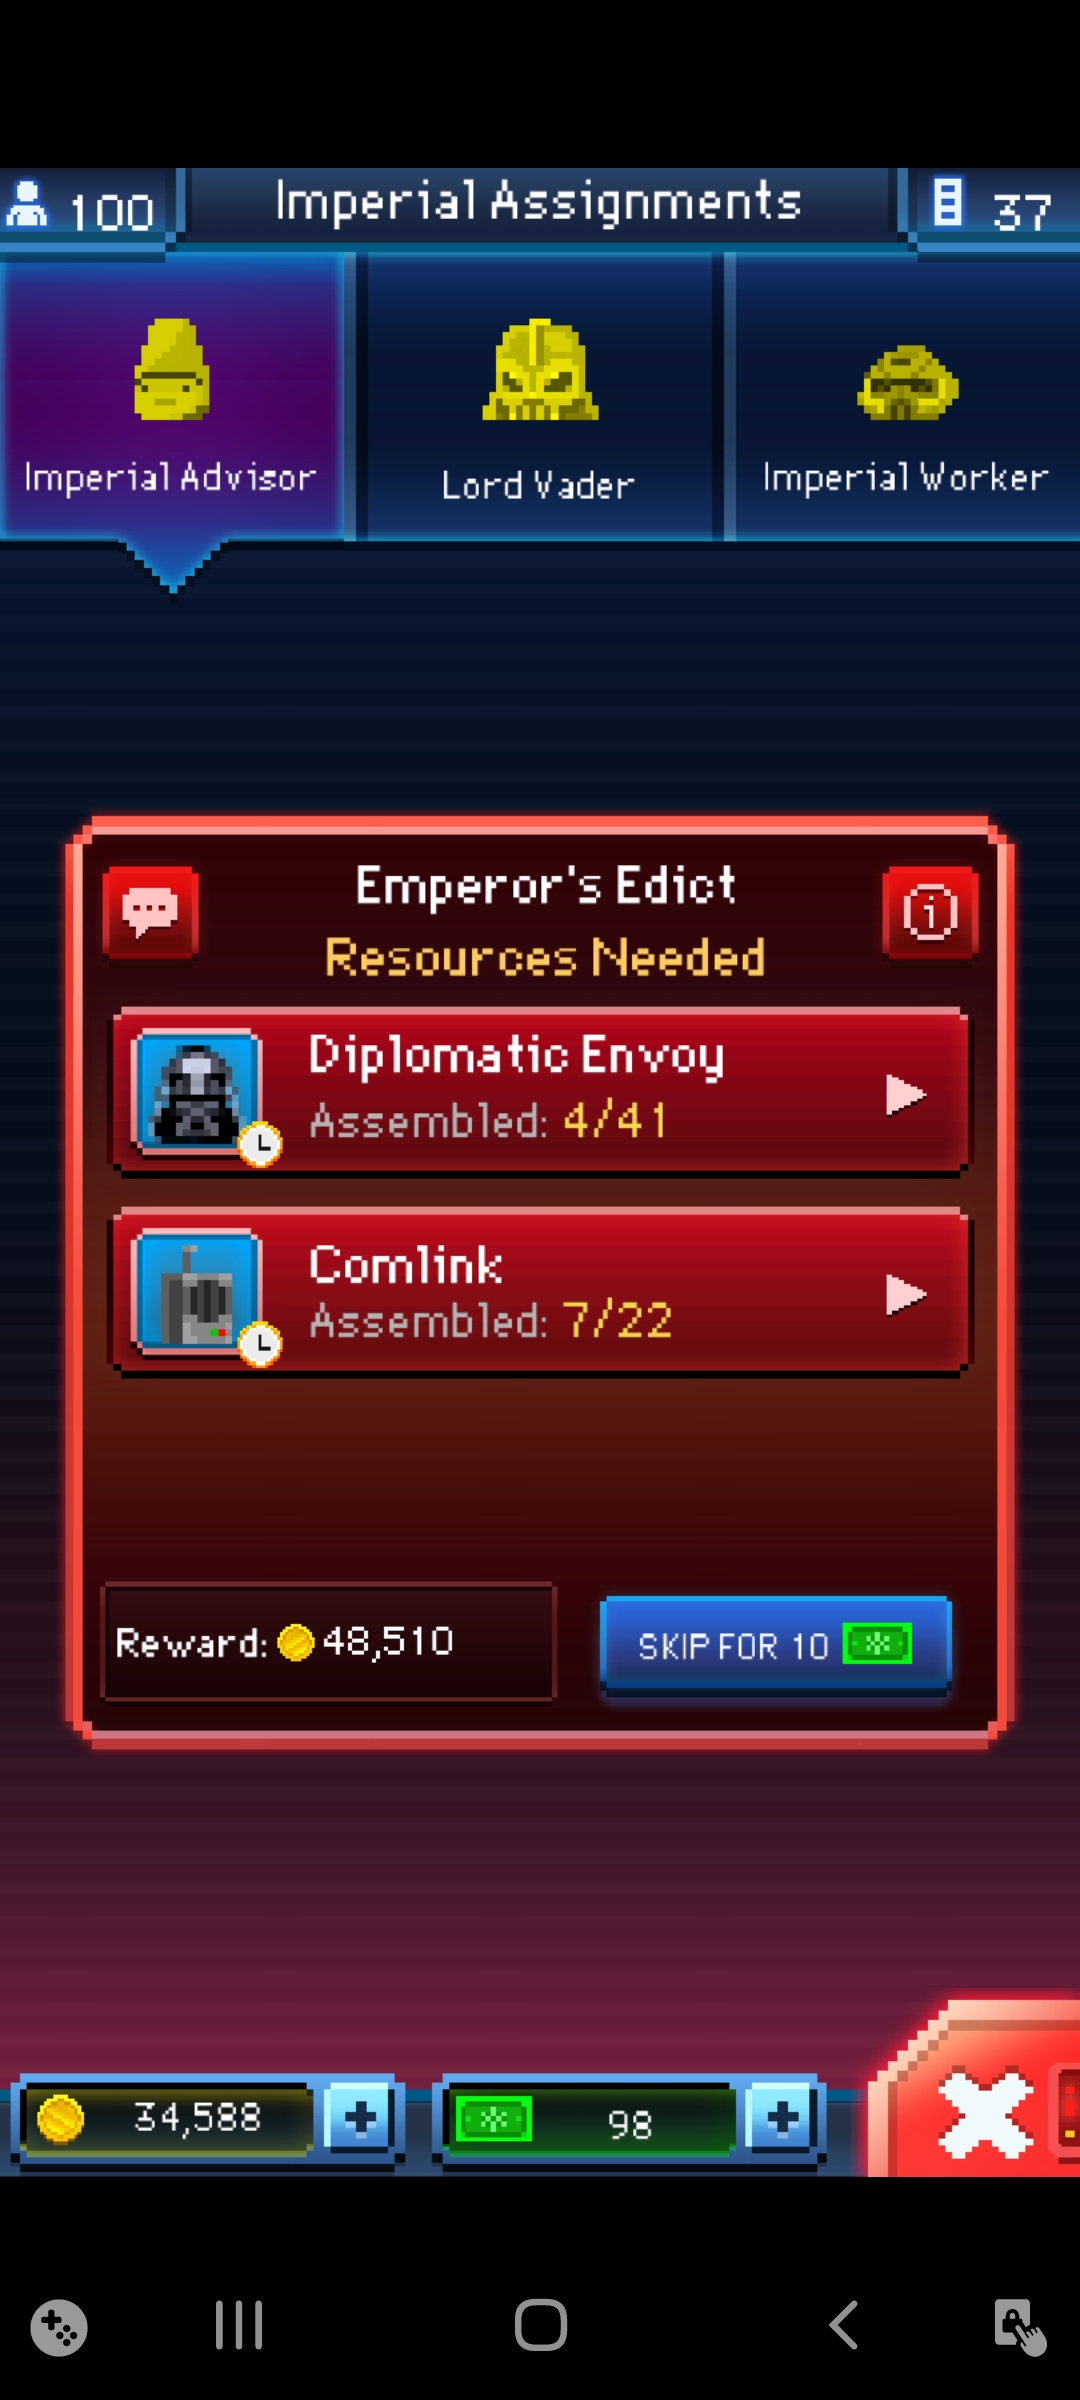 100
Imperial Assignments
37
Imperial Advisor
Lord Vader
Imperial Worker
Emperor's Edict
Resources Needed
Diplomatic Envoy
Assembled: 4/41
Comlink
Assembled: 7/22
Reward: 48,510
SKIP FOR 10
34,588
98